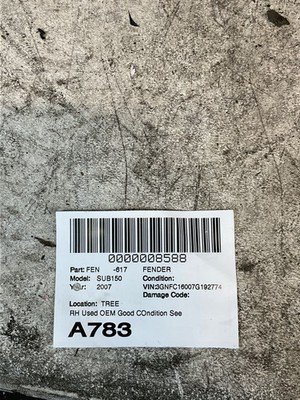 0000008588
Part: FEN -617 FENDER
Model: SUB150 Condition:
Year: 2007 VIN:3GNFC16007G192774
Damage Code:
Location: TREE
RH Used OEM Good COndition See
A783